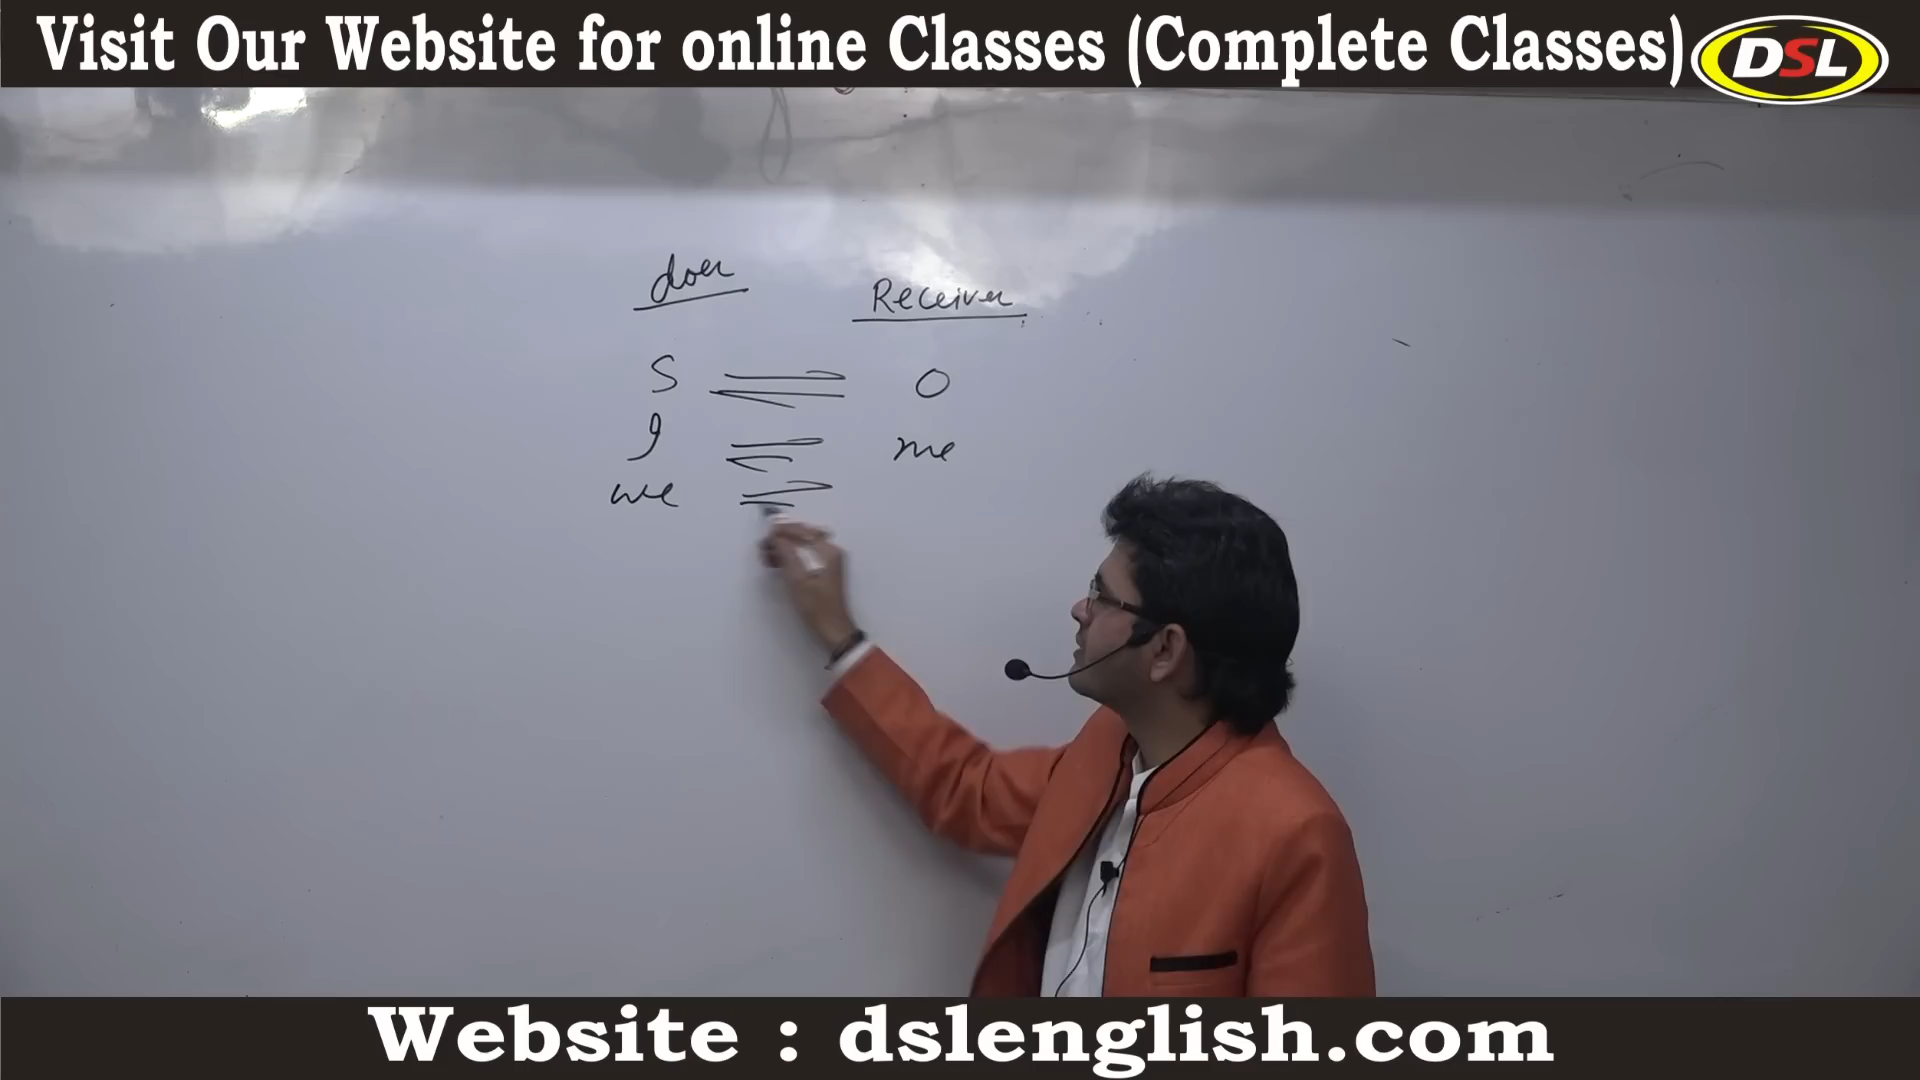 Visit Our Website for online Classes (Complete Classes) DSL
doer Receiver
S ⇌ O
I ⇌ me
we ⇌
Website : dslenglish.com